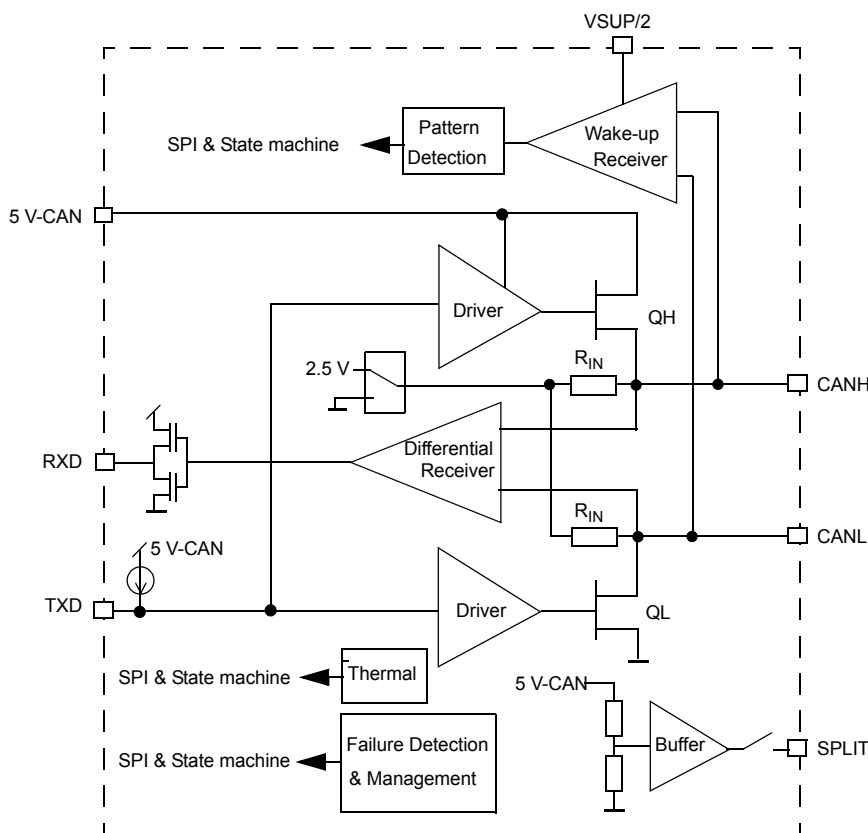 VSUP/2
Pattern
Detection
Wake-up
Receiver
SPI & State machine
5 V-CAN
Driver
QH
2.5 V
RIN
CANH
RXD
Differential
Receiver
RIN
CANL
5 V-CAN
TXD
Driver
QL
SPI & State machine
Thermal
5 V-CAN
SPI & State machine
Failure Detection
& Management
Buffer
SPLIT